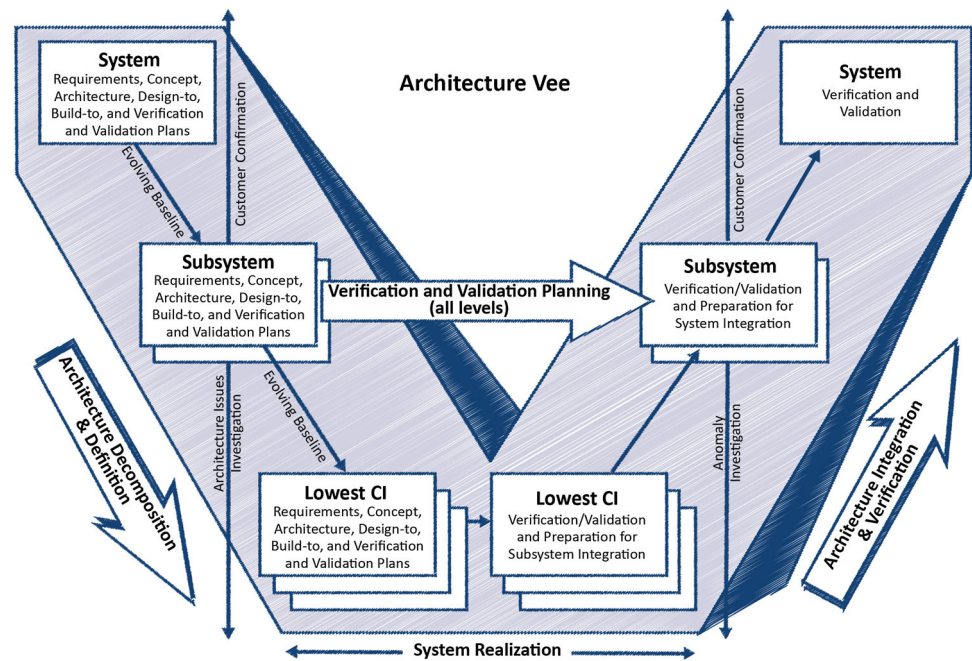 Architecture Vee
System
Requirements, Concept,
Architecture, Design-to,
Build-to, and Verification
and Validation Plans
Evolving Baseline
Customer Confirmation
Subsystem
Requirements, Concept,
Architecture, Design-to,
Build-to, and Verification
and Validation Plans
Verification and Validation Planning
(all levels)
Evolving Baseline
Architecture Issues
Investigation
Architecture Decomposition
& Definition
Lowest CI
Requirements, Concept,
Architecture, Design-to,
Build-to, and Verification
and Validation Plans
Lowest CI
Verification/Validation
and Preparation for
Subsystem Integration
Subsystem
Verification/Validation
and Preparation for
System Integration
Anomaly
Investigation
Customer Confirmation
System
Verification and
Validation
Architecture Integration
& Verification
System Realization